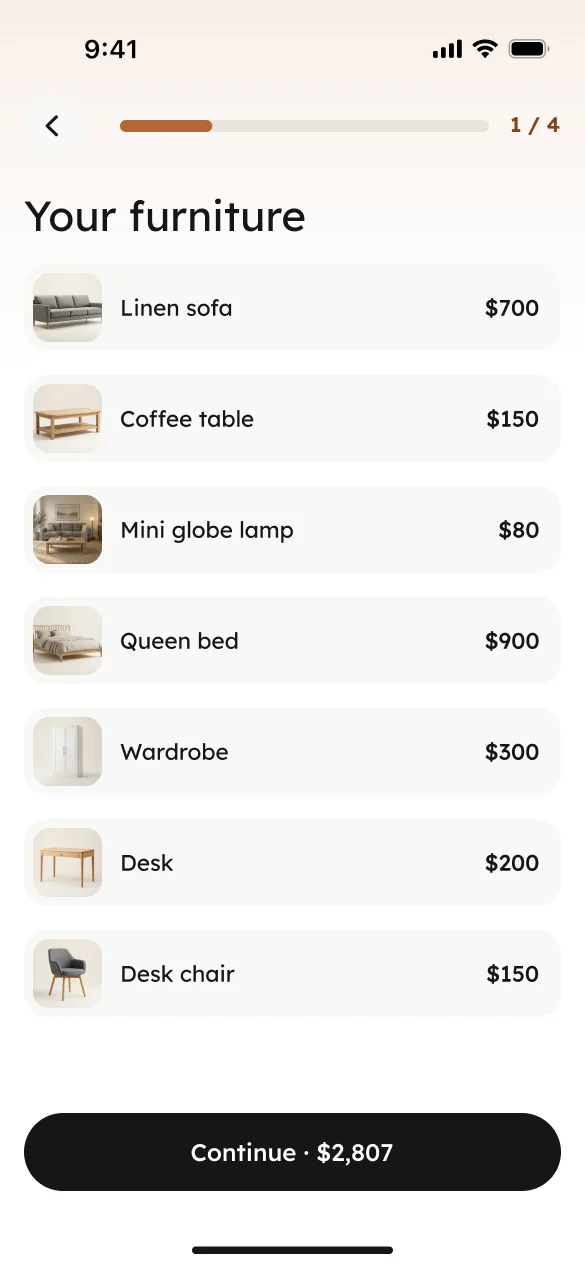 9:41
1 / 4
Your furniture
Linen sofa $700
Coffee table $150
Mini globe lamp $80
Queen bed $900
Wardrobe $300
Desk $200
Desk chair $150
Continue · $2,807